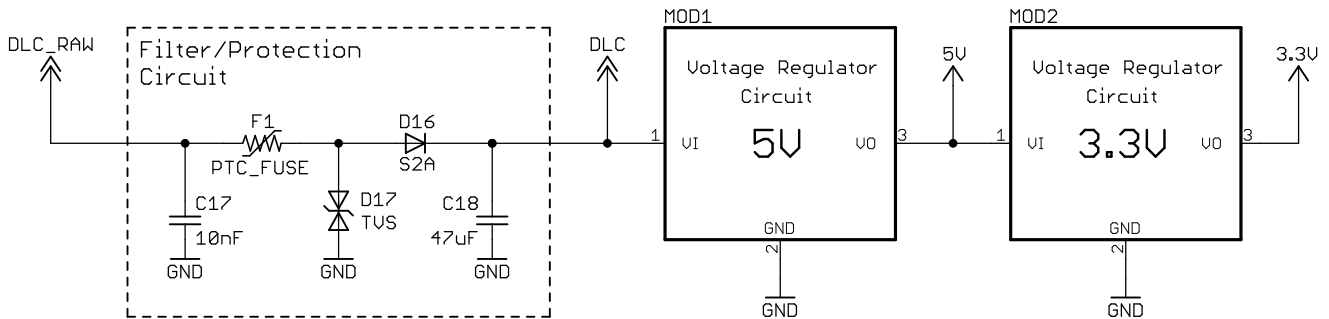 DLC_RAW
Filter/Protection
Circuit
F1
PTC_FUSE
D16
S2A
C17
10nF
D17
TVS
C18
47uF
GND
GND
GND
DLC
MOD1
Voltage Regulator
Circuit
5V
1
VI
VO
3
GND
2
GND
5V
MOD2
Voltage Regulator
Circuit
3.3V
1
VI
VO
3
GND
2
GND
3.3V